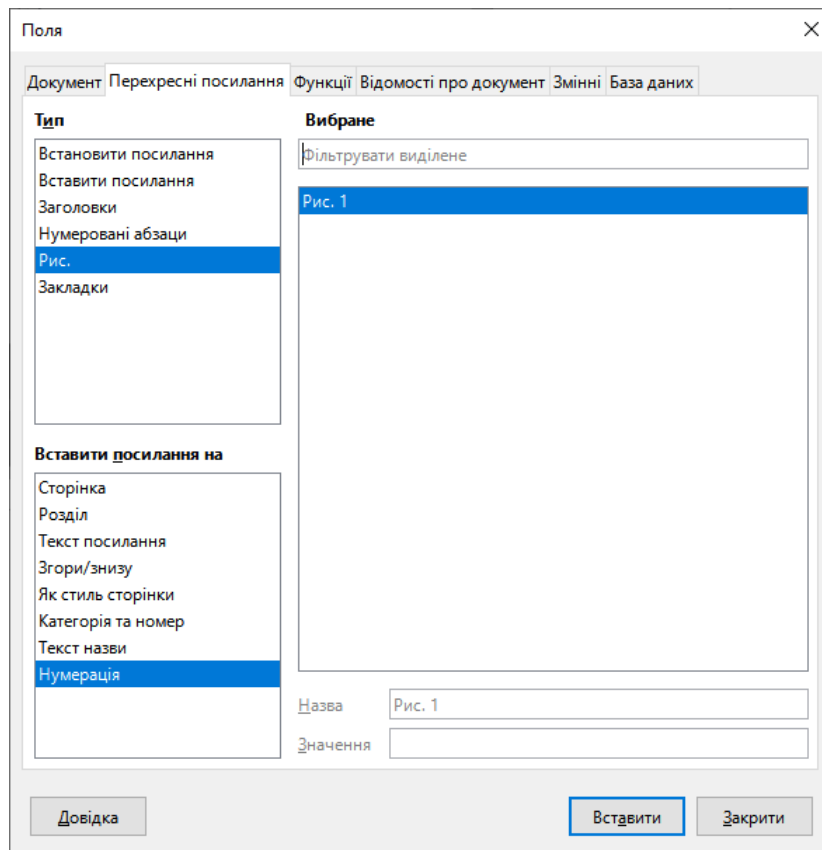 Поля
Документ Перехресні посилання Функції Відомості про документ Змінні База даних
Тип
Встановити посилання
Вставити посилання
Заголовки
Нумеровані абзаци
Рис.
Закладки
Вставити посилання на
Сторінка
Розділ
Текст посилання
Згори/знизу
Як стиль сторінки
Категорія та номер
Текст назви
Нумерація
Вибране
Фільтрувати виділене
Рис. 1
Назва Рис. 1
Значення
Довідка Вставити Закрити